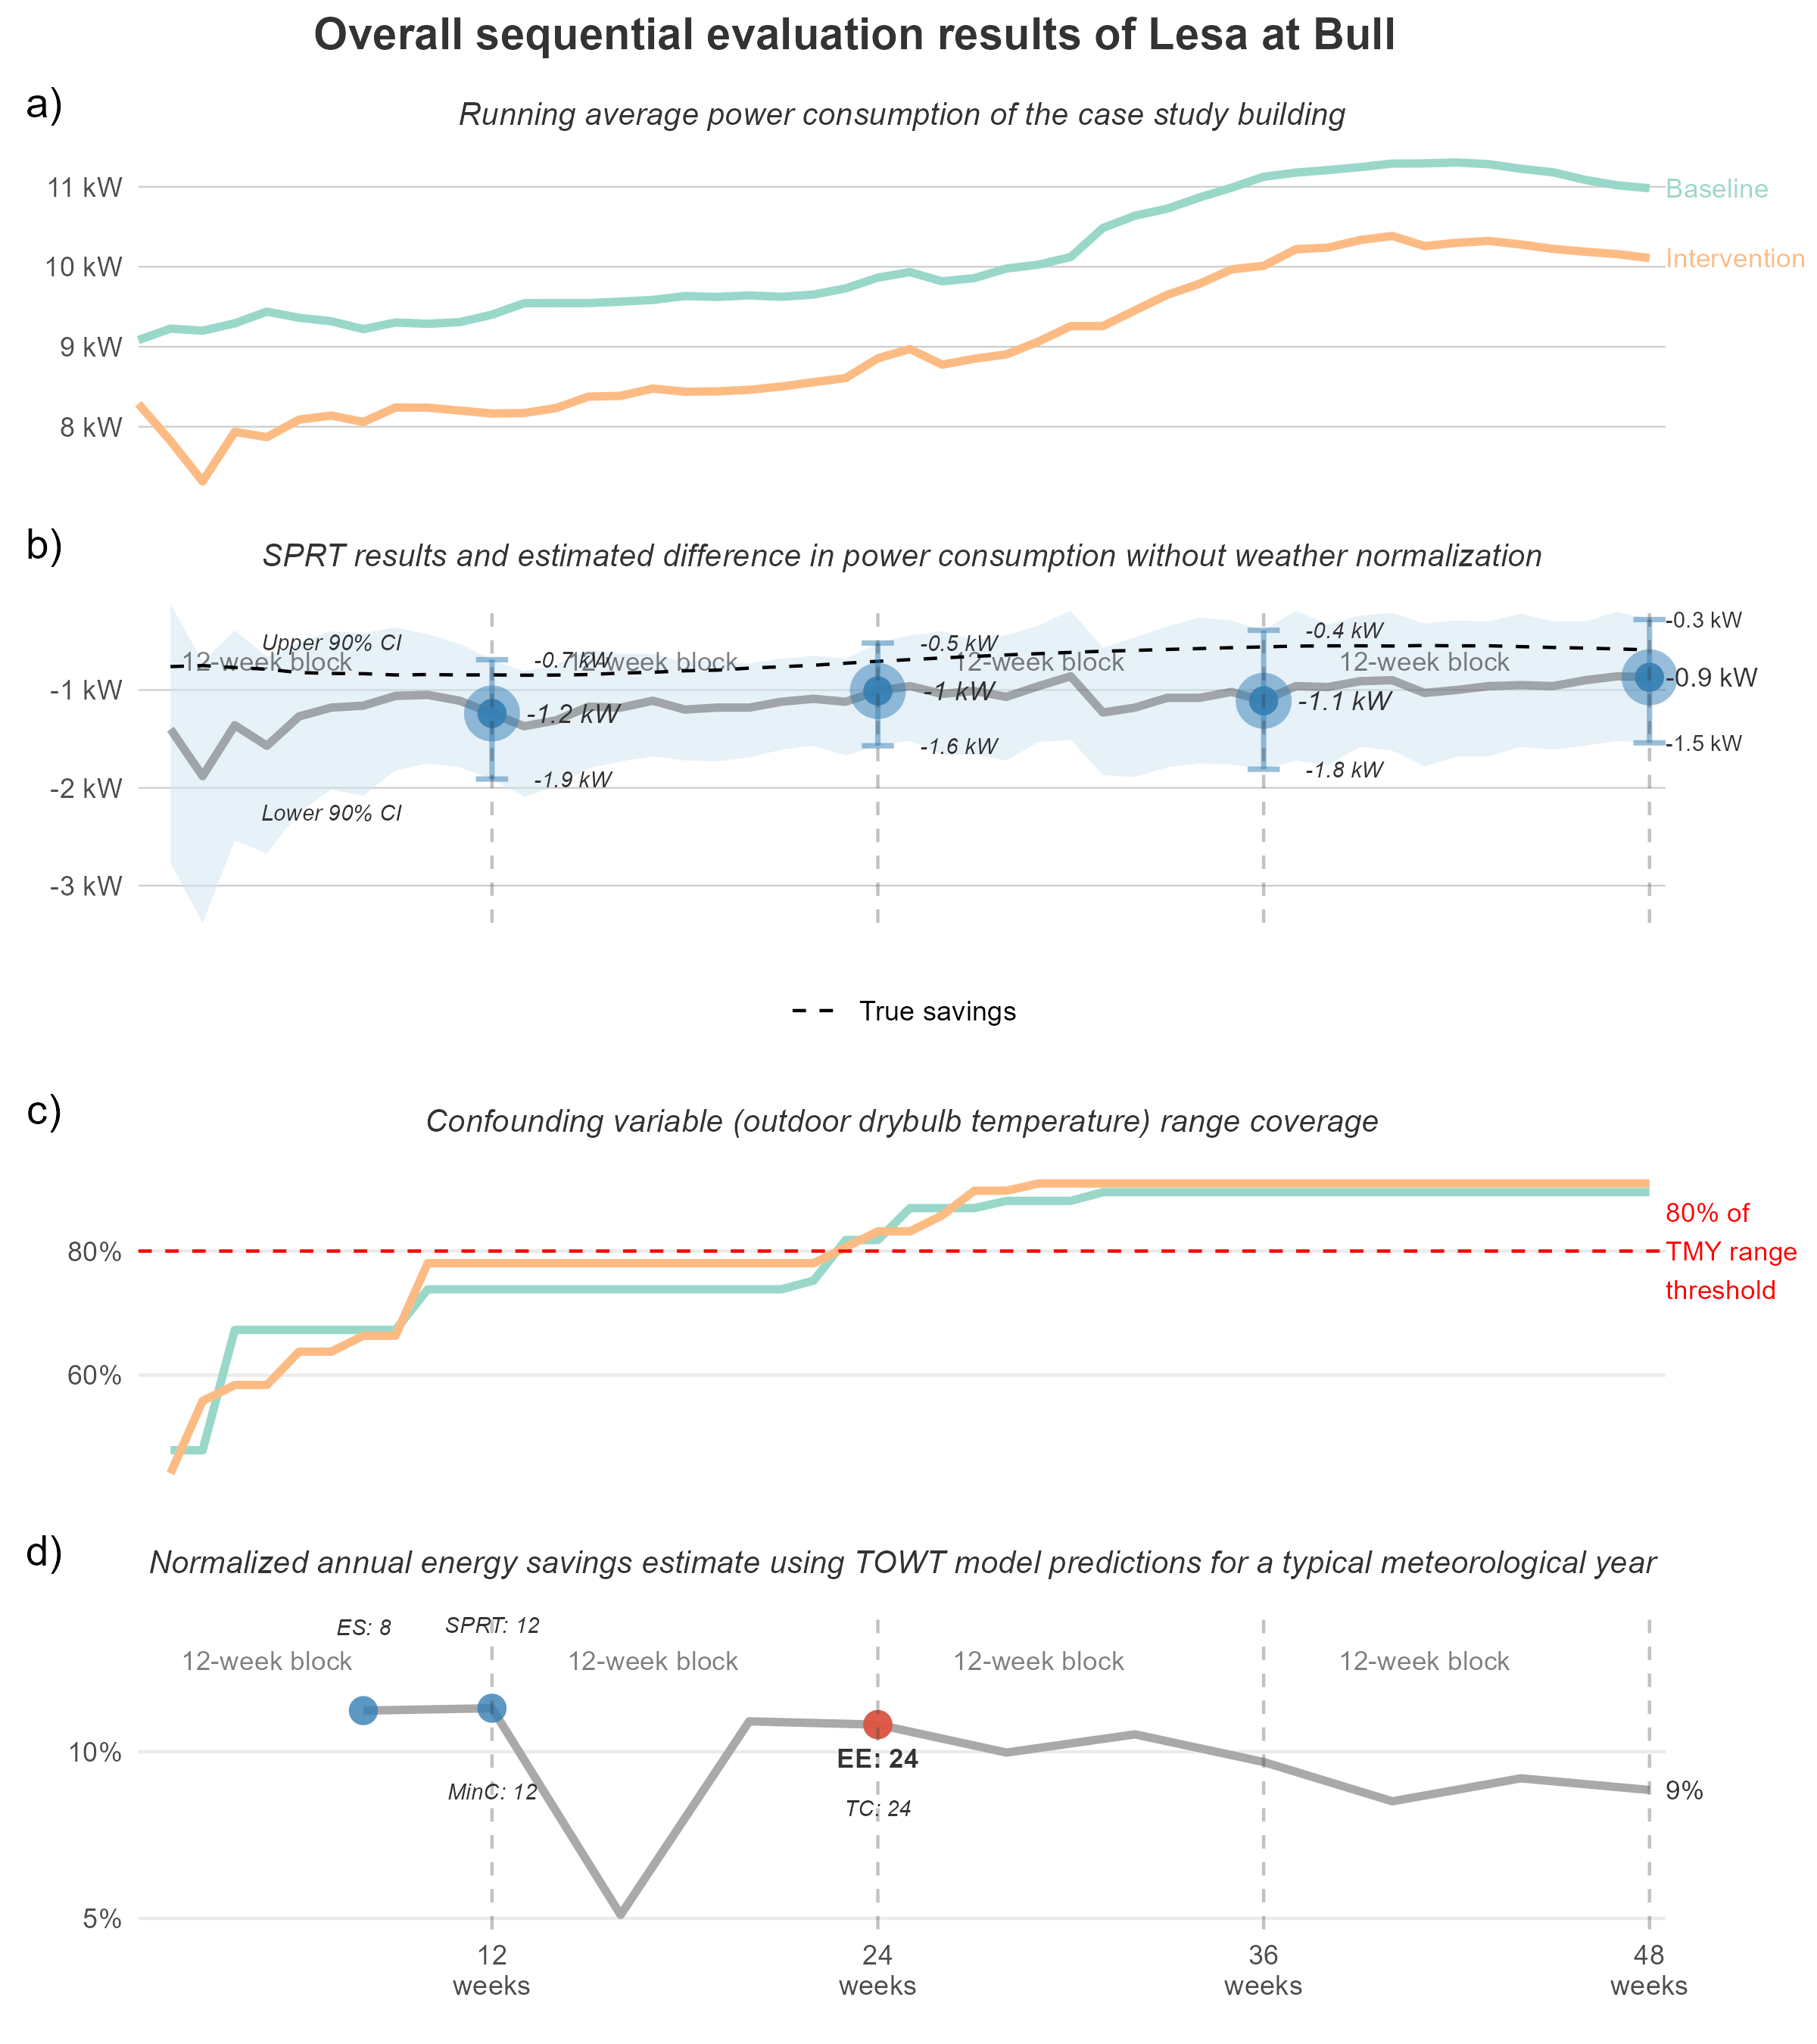 Overall sequential evaluation results of Lesa at Bull
a)
Running average power consumption of the case study building
11 kW
10 kW
9 kW
8 kW
Baseline
Intervention
b)
SPRT results and estimated difference in power consumption without weather normalization
-1 kW
-2 kW
-3 kW
Upper 90% CI
12-week block
12-week block
12-week block
12-week block
Lower 90% CI
-0.7 kW
-1.2 kW
-1.9 kW
-0.5 kW
-1 kW
-1.6 kW
-0.4 kW
-1.1 kW
-1.8 kW
-0.3 kW
-0.9 kW
-1.5 kW
True savings
c)
Confounding variable (outdoor drybulb temperature) range coverage
80%
60%
80% of
TMY range
threshold
d)
Normalized annual energy savings estimate using TOWT model predictions for a typical meteorological year
ES: 8
SPRT: 12
12-week block
12-week block
12-week block
12-week block
10%
5%
MinC: 12
EE: 24
TC: 24
9%
12
weeks
24
weeks
36
weeks
48
weeks